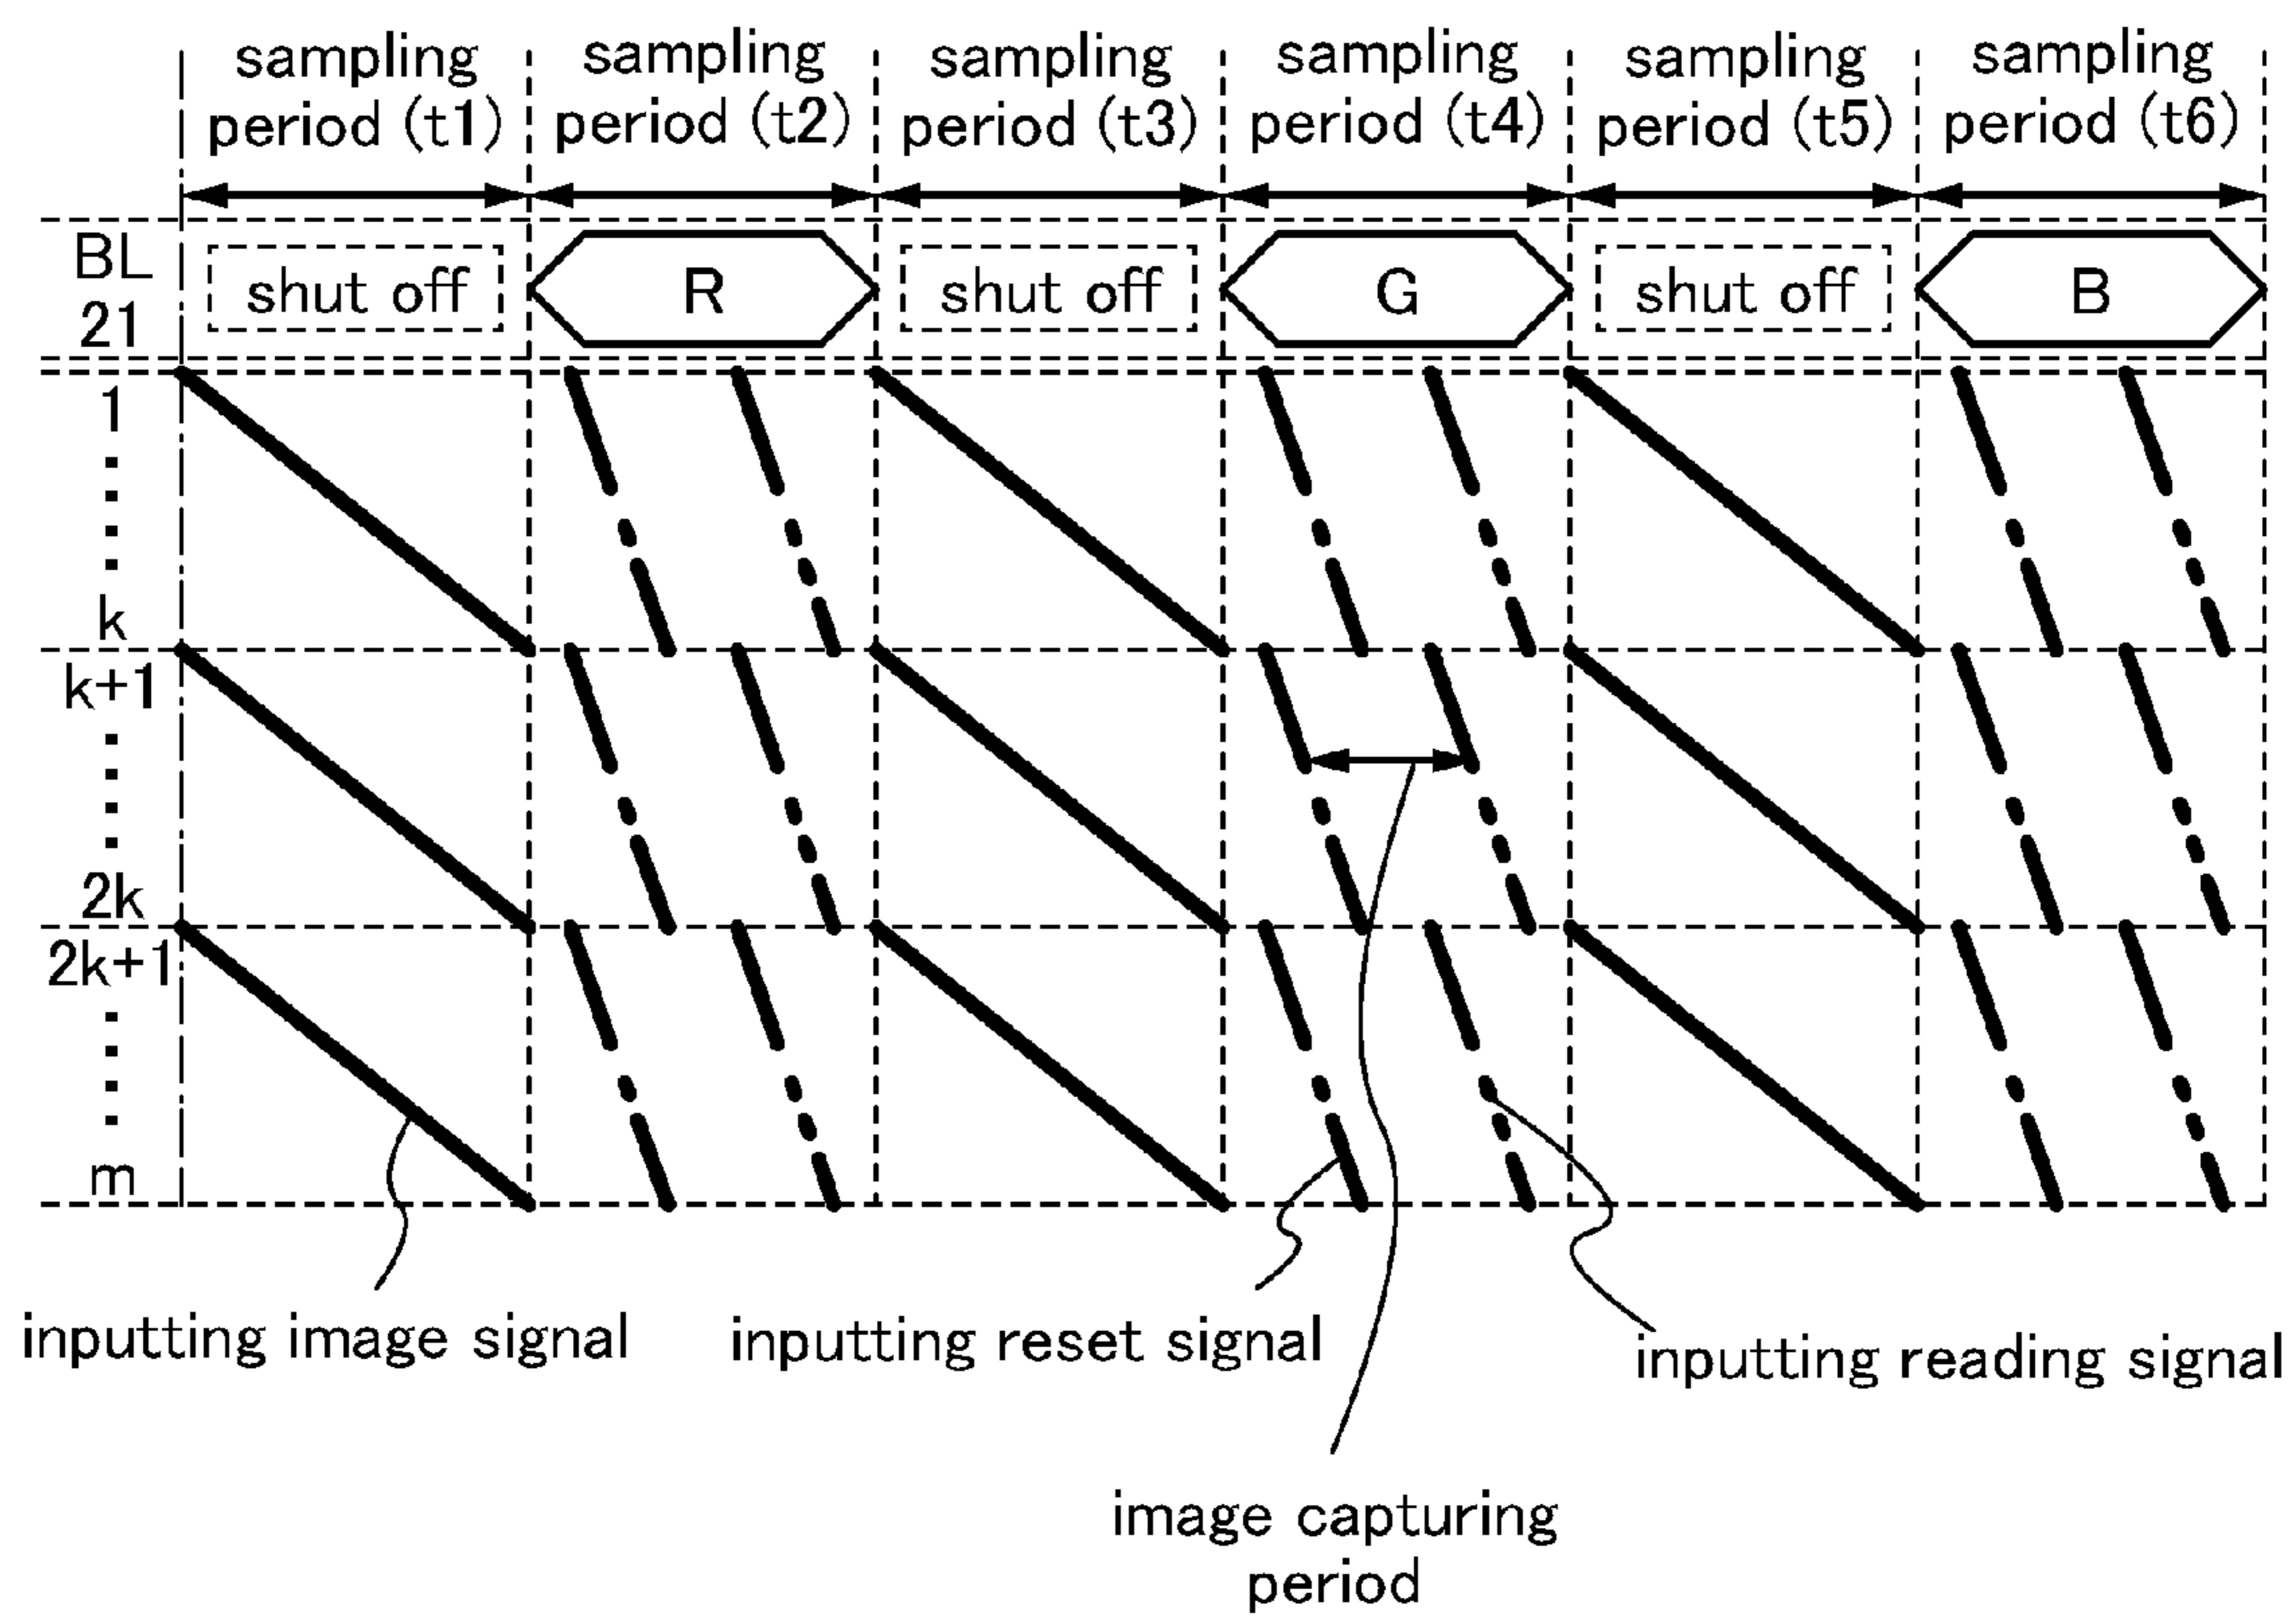 sampling period (t1)
sampling period (t2)
sampling period (t3)
sampling period (t4)
sampling period (t5)
sampling period (t6)
BL
21
shut off
R
shut off
G
shut off
B
1
k
k+1
2k
2k+1
m
inputting image signal
inputting reset signal
inputting reading signal
image capturing
period